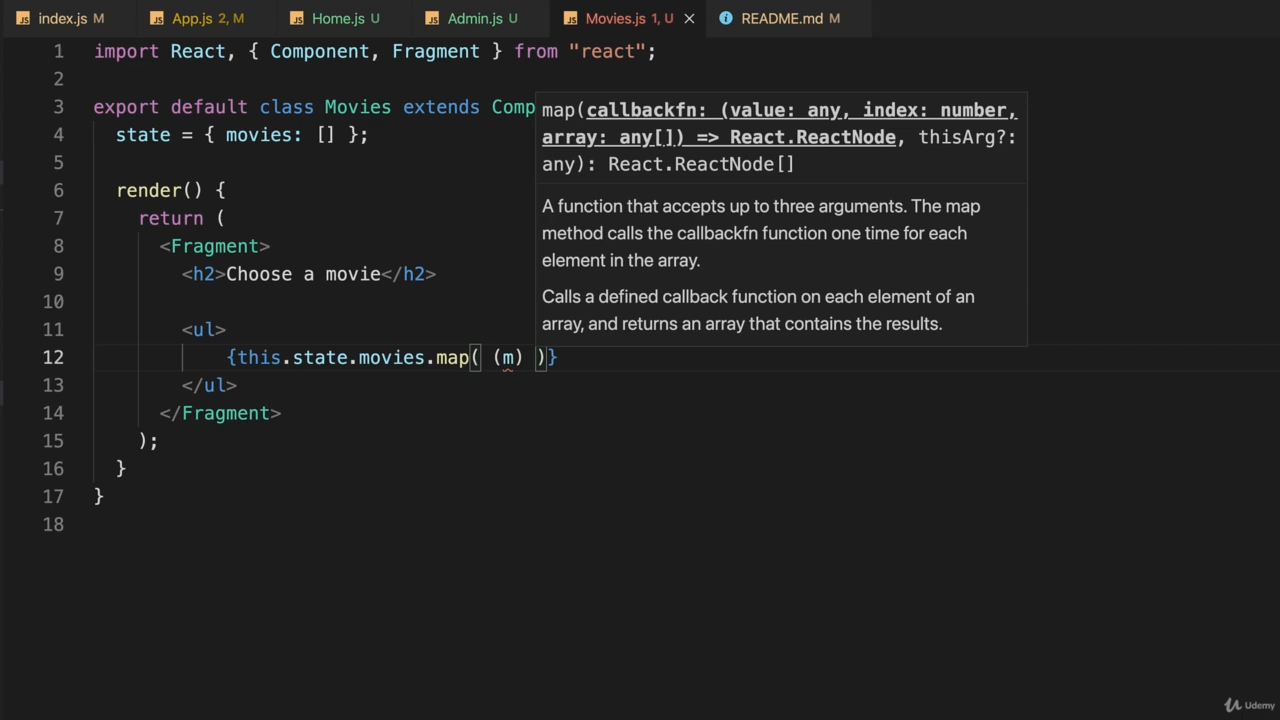 index.js M App.js 2, M Home.js U Admin.js U Movies.js 1, U README.md M
1 import React, { Component, Fragment } from "react";
2
3 export default class Movies extends Comp
4 state = { movies: [] };
5
6 render() {
7 return (
8 <Fragment>
9 <h2>Choose a movie</h2>
10
11 <ul>
12 {this.state.movies.map( (m) )}
13 </ul>
14 </Fragment>
15 );
16 }
17 }
18
map(callbackfn: (value: any, index: number,
array: any[]) => React.ReactNode, thisArg?:
any): React.ReactNode[]
A function that accepts up to three arguments. The map
method calls the callbackfn function one time for each
element in the array.
Calls a defined callback function on each element of an
array, and returns an array that contains the results.
Udemy